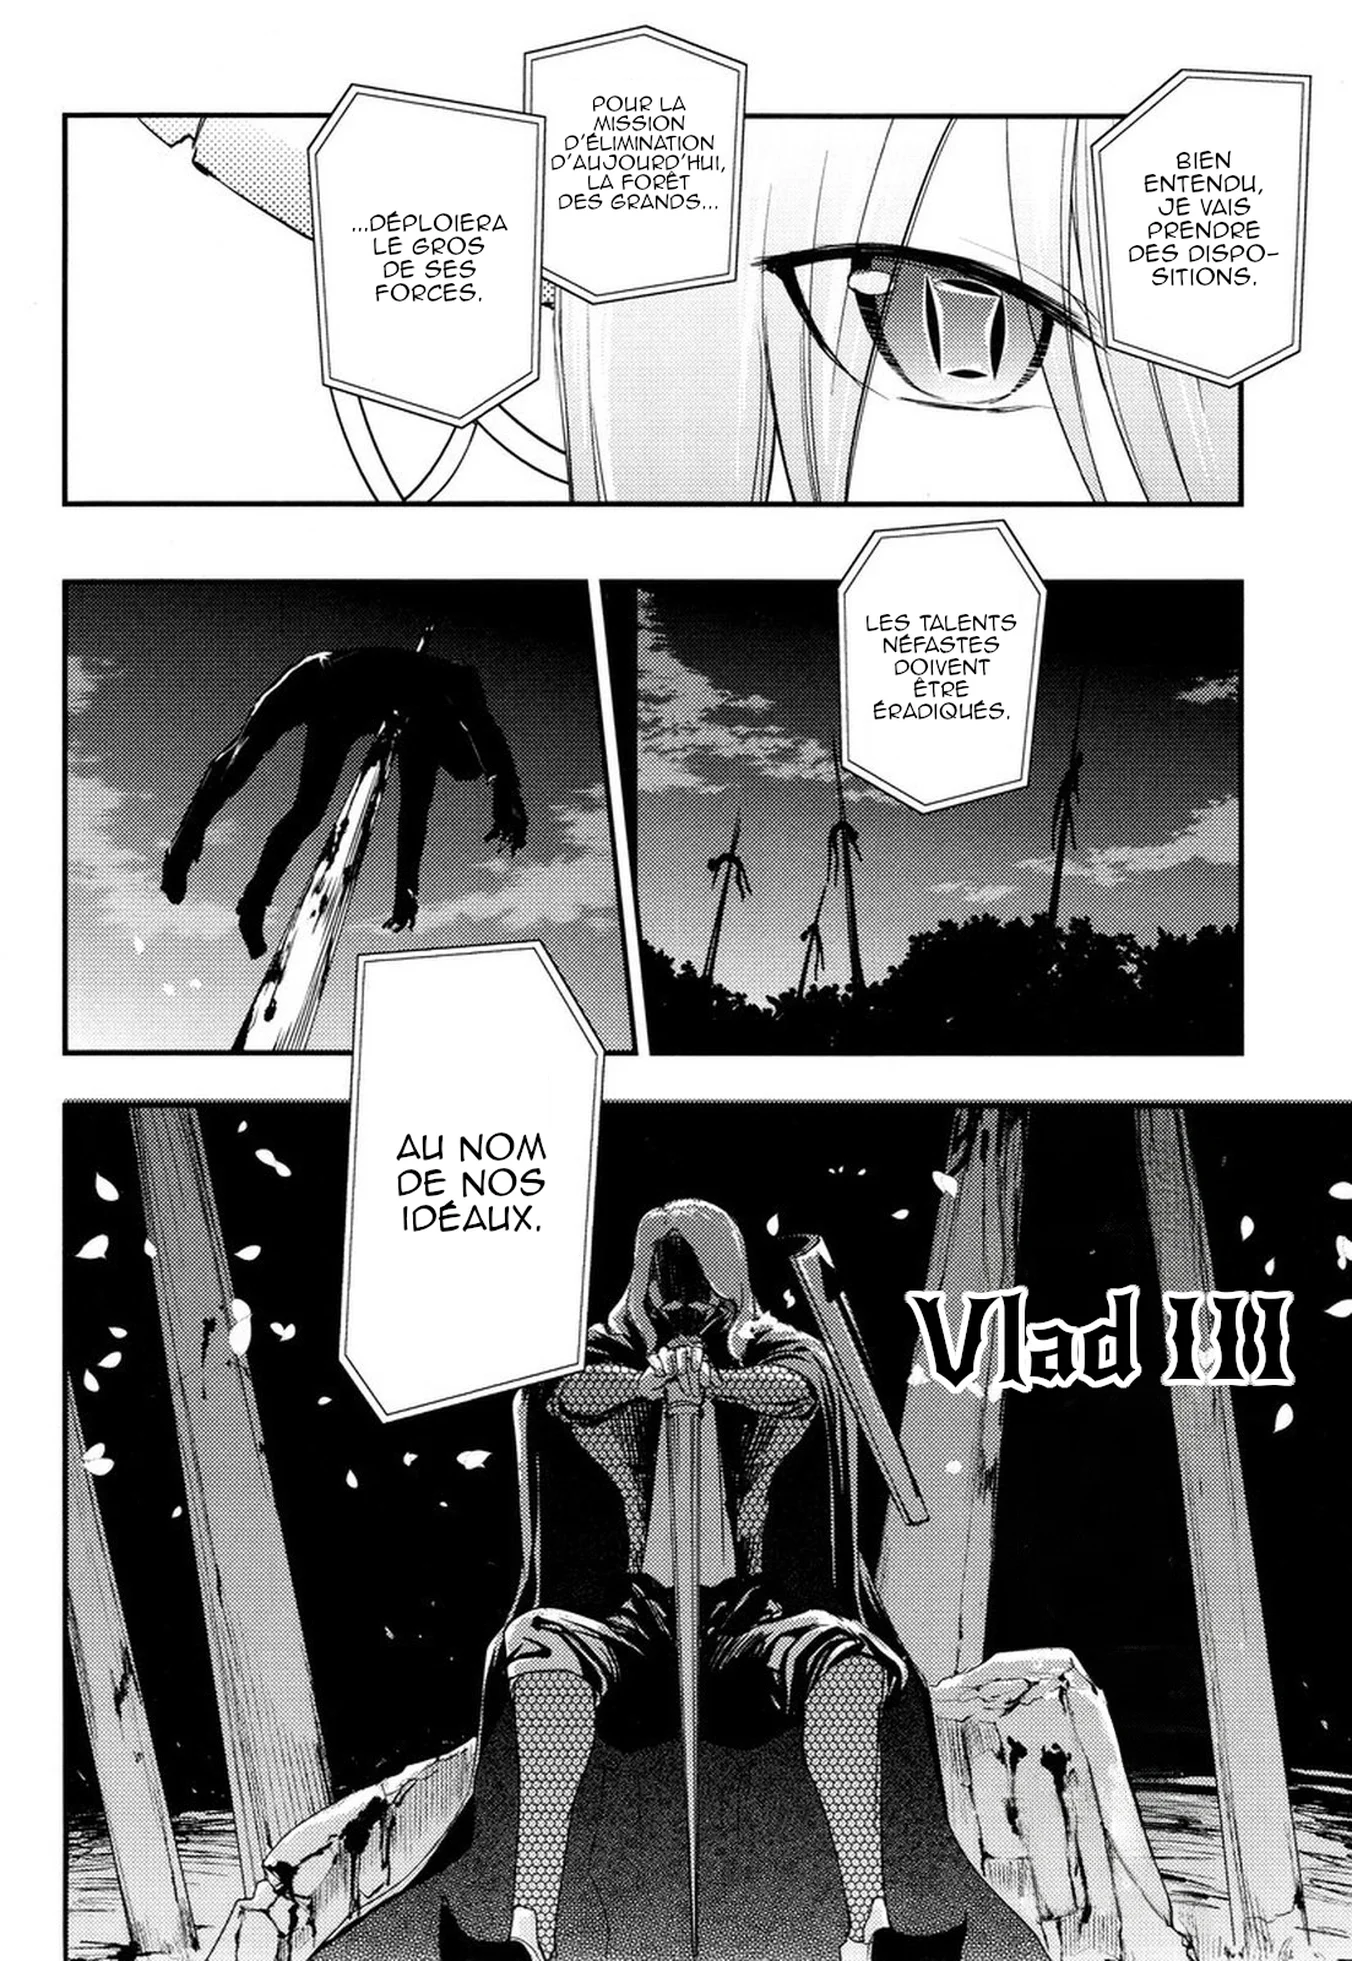 BIEN
ENTENDU,
JE VAIS
PRENDRE
DES DISPO-
SITIONS.
POUR LA
MISSION
D'ÉLIMINATION
D'AUJOURD'HUI,
LA FORÊT
DES GRANDS...
...DÉPLOIERA
LE GROS
DE SES
FORCES.
LES TALENTS
NÉFASTES
DOIVENT
ÊTRE
ÉRADIQUÉS.
AU NOM
DE NOS
IDÉAUX.
Vlad III